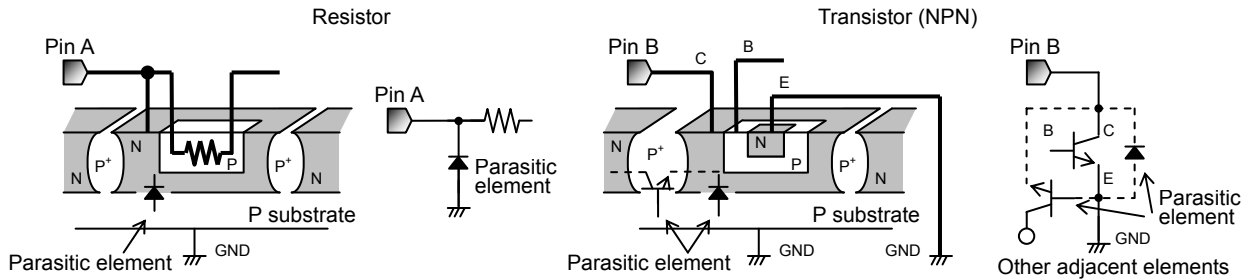 Resistor
Pin A
N
P+
N
P
P+
N
P substrate
Parasitic element
GND
Pin A
Parasitic
element
Transistor (NPN)
Pin B
C
B
E
N
P+
N
P
P+
N
P substrate
Parasitic element
GND
GND
Pin B
B
C
E
Parasitic
element
GND
Other adjacent elements